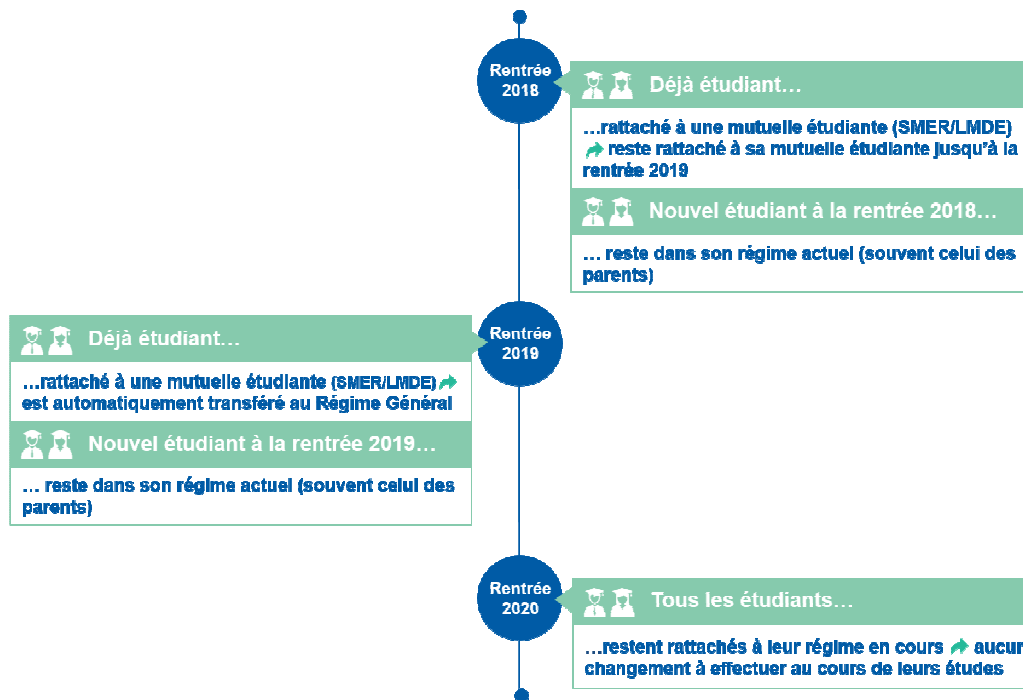 Rentrée
2018
Déjà étudiant…
…rattaché à une mutuelle étudiante (SMER/LMDE)
reste rattaché à sa mutuelle étudiante jusqu'à la
rentrée 2019
Nouvel étudiant à la rentrée 2018…
… reste dans son régime actuel (souvent celui des
parents)
Rentrée
2019
Déjà étudiant…
…rattaché à une mutuelle étudiante (SMER/LMDE)
est automatiquement transféré au Régime Général
Nouvel étudiant à la rentrée 2019…
… reste dans son régime actuel (souvent celui des
parents)
Rentrée
2020
Tous les étudiants…
…restent rattachés à leur régime en cours aucun
changement à effectuer au cours de leurs études